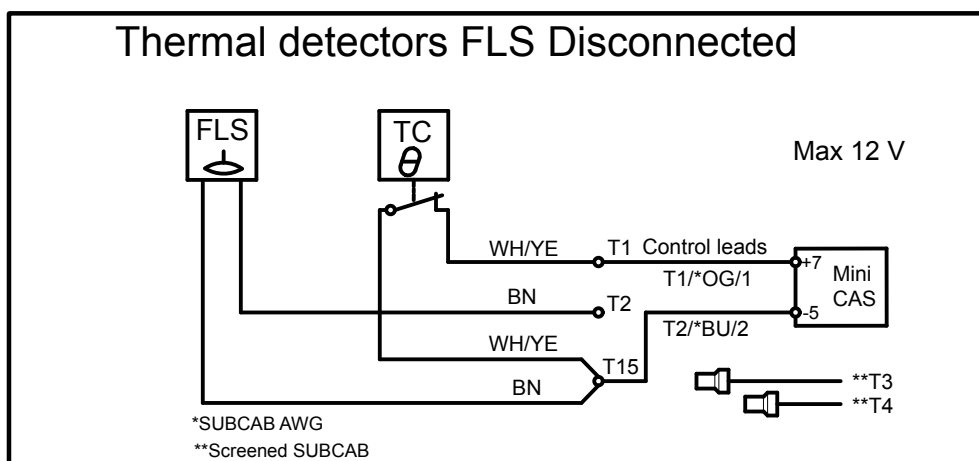 Thermal detectors FLS Disconnected
FLS
TC
Max 12 V
WH/YE
T1
Control leads
+7
Mini
CAS
T1/*OG/1
BN
T2
-5
T2/*BU/2
WH/YE
T15
BN
**T3
**T4
*SUBCAB AWG
**Screened SUBCAB